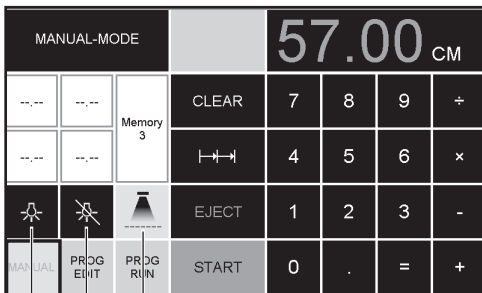 MANUAL-MODE
57.00 CM
--.-- --.-- Memory 3 CLEAR 7 8 9 ÷
--.-- --.-- 4 5 6 ×
EJECT 1 2 3 -
MANUAL PROG EDIT PROG RUN START 0 . = +